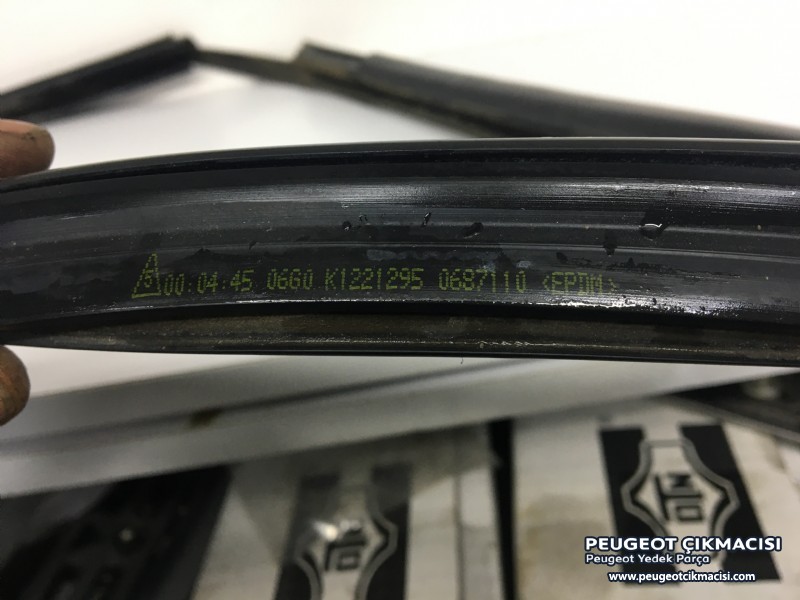 00:04:45 0660 K1221295 0687110 <EPDM>
PEUGEOT ÇIKMACISI
Peugeot Yedek Parça
www.peugeotcikmacisi.com